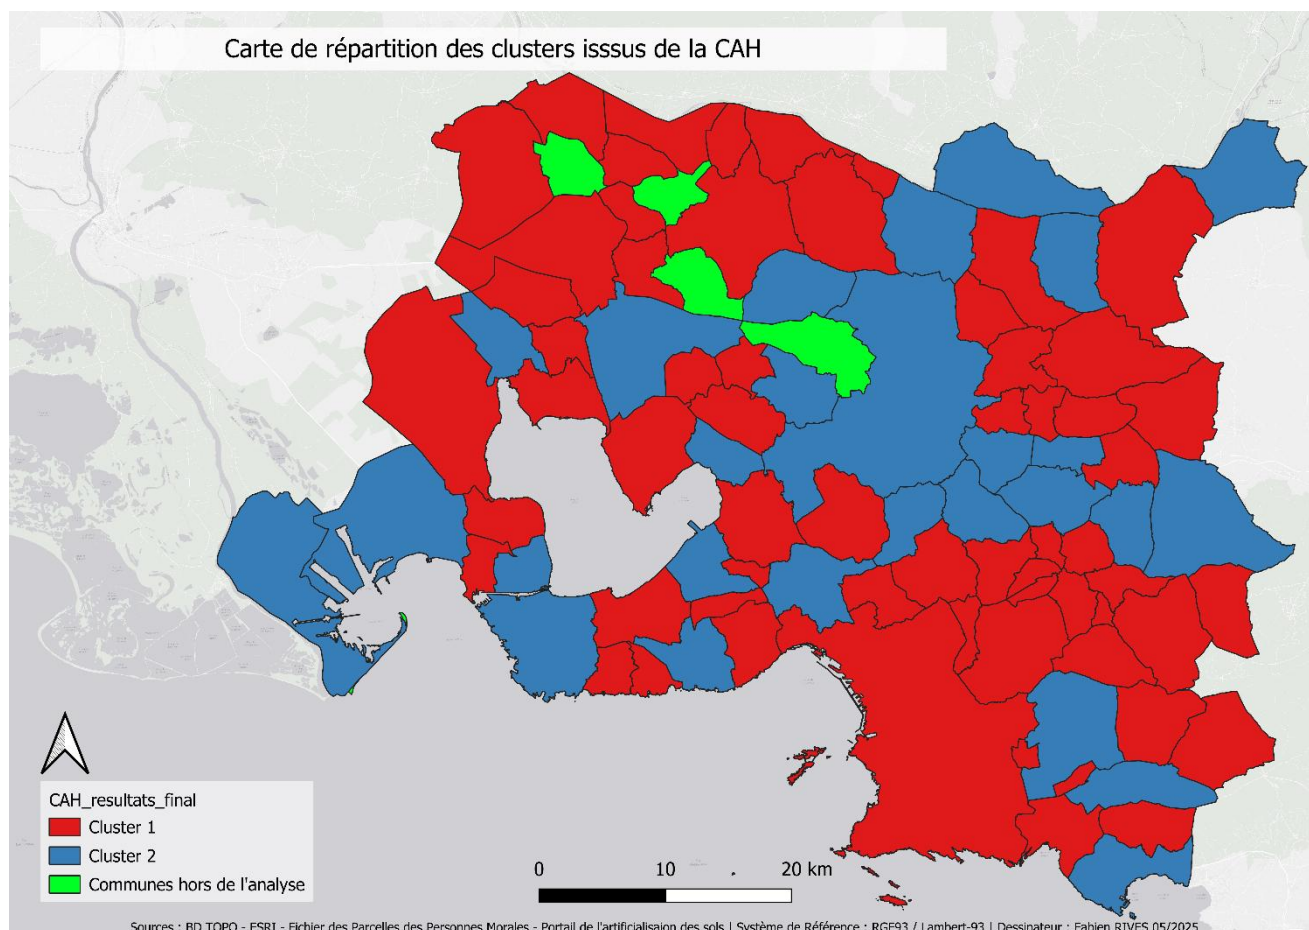 Carte de répartition des clusters isssus de la CAH
CAH_resultats_final
Cluster 1
Cluster 2
Communes hors de l'analyse
0 10 20 km
Sources : BD TOPO - ESRI - Fichier des Parcelles des Personnes Morales - Portail de l'artificialisaion des sols | Système de Référence : RGF93 / Lambert-93 | Dessinateur : Fabien RIVES 05/2025